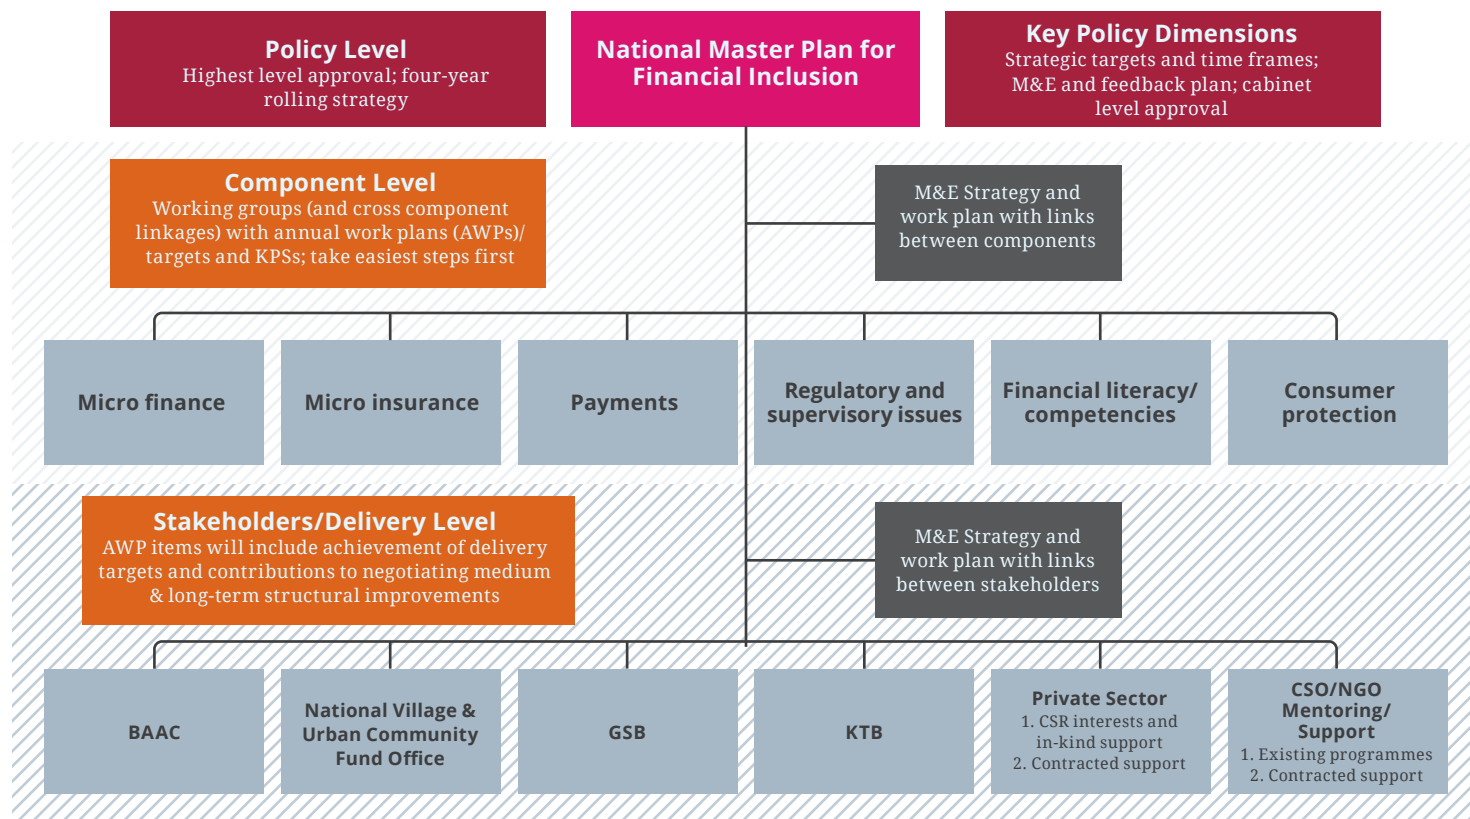 Policy Level
Highest level approval; four-year
rolling strategy
National Master Plan for
Financial Inclusion
Key Policy Dimensions
Strategic targets and time frames;
M&E and feedback plan; cabinet
level approval
Component Level
Working groups (and cross component
linkages) with annual work plans (AWPs)/
targets and KPSs; take easiest steps first
M&E Strategy and
work plan with links
between components
Micro finance
Micro insurance
Payments
Regulatory and
supervisory issues
Financial literacy/
competencies
Consumer
protection
Stakeholders/Delivery Level
AWP items will include achievement of delivery
targets and contributions to negotiating medium
& long-term structural improvements
M&E Strategy and
work plan with links
between stakeholders
BAAC
National Village &
Urban Community
Fund Office
GSB
KTB
Private Sector
1. CSR interests and
in-kind support
2. Contracted support
CSO/NGO
Mentoring/
Support
1. Existing programmes
2. Contracted support